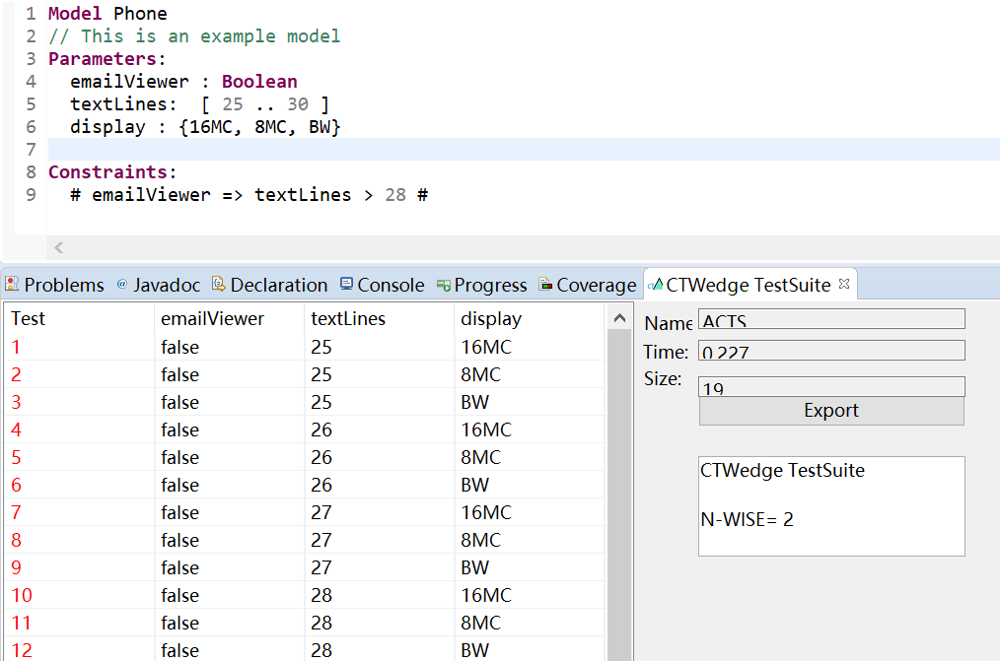 1 Model Phone
2 // This is an example model
3 Parameters:
4 emailViewer : Boolean
5 textLines: [ 25 .. 30 ]
6 display : {16MC, 8MC, BW}
7
8 Constraints:
9 # emailViewer => textLines > 28 #
Problems @ Javadoc Declaration Console Progress Coverage CTWedge TestSuite
Test emailViewer textLines display
1 false 25 16MC
2 false 25 8MC
3 false 25 BW
4 false 26 16MC
5 false 26 8MC
6 false 26 BW
7 false 27 16MC
8 false 27 8MC
9 false 27 BW
10 false 28 16MC
11 false 28 8MC
12 false 28 BW
Name ACTS
Time: 0.227
Size: 19
Export
CTWedge TestSuite
N-WISE= 2